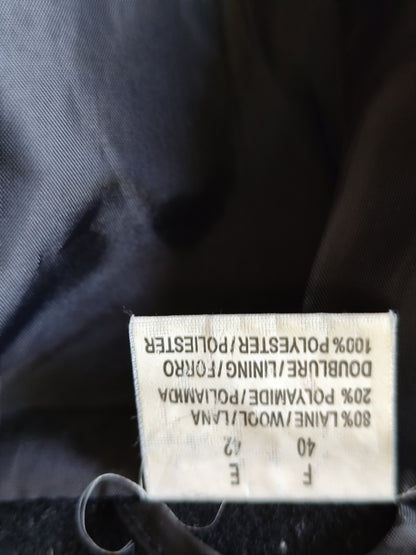 F E
40 42
80% LAINE/WOOL/LANA
20% POLYAMIDE/POLIAMIDA
DOUBLURE/LINING/FORRO
100% POLYESTER/POLIESTER